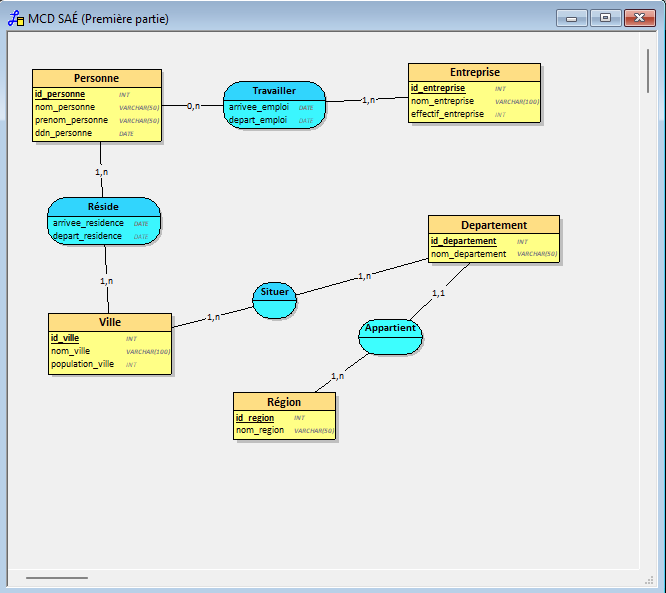 MCD SAÉ (Première partie)
Personne
id_personne INT
nom_personne VARCHAR(50)
prenom_personne VARCHAR(50)
ddn_personne DATE
0,n
Travailler
arrivee_emploi DATE
depart_emploi DATE
1,n
Entreprise
id_entreprise INT
nom_entreprise VARCHAR(100)
effectif_entreprise INT
1,n
Réside
arrivee_residence DATE
depart_residence DATE
1,n
Departement
id_departement INT
nom_departement VARCHAR(50)
1,n
Situer
1,n
1,1
Ville
id_ville INT
nom_ville VARCHAR(100)
population_ville INT
Appartient
1,n
Région
id_region INT
nom_region VARCHAR(50)